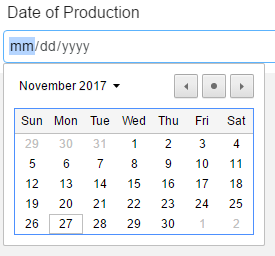 Date of Production
mm/dd/yyyy
November 2017
Sun Mon Tue Wed Thu Fri Sat
29 30 31 1 2 3 4
5 6 7 8 9 10 11
12 13 14 15 16 17 18
19 20 21 22 23 24 25
26 27 28 29 30 1 2